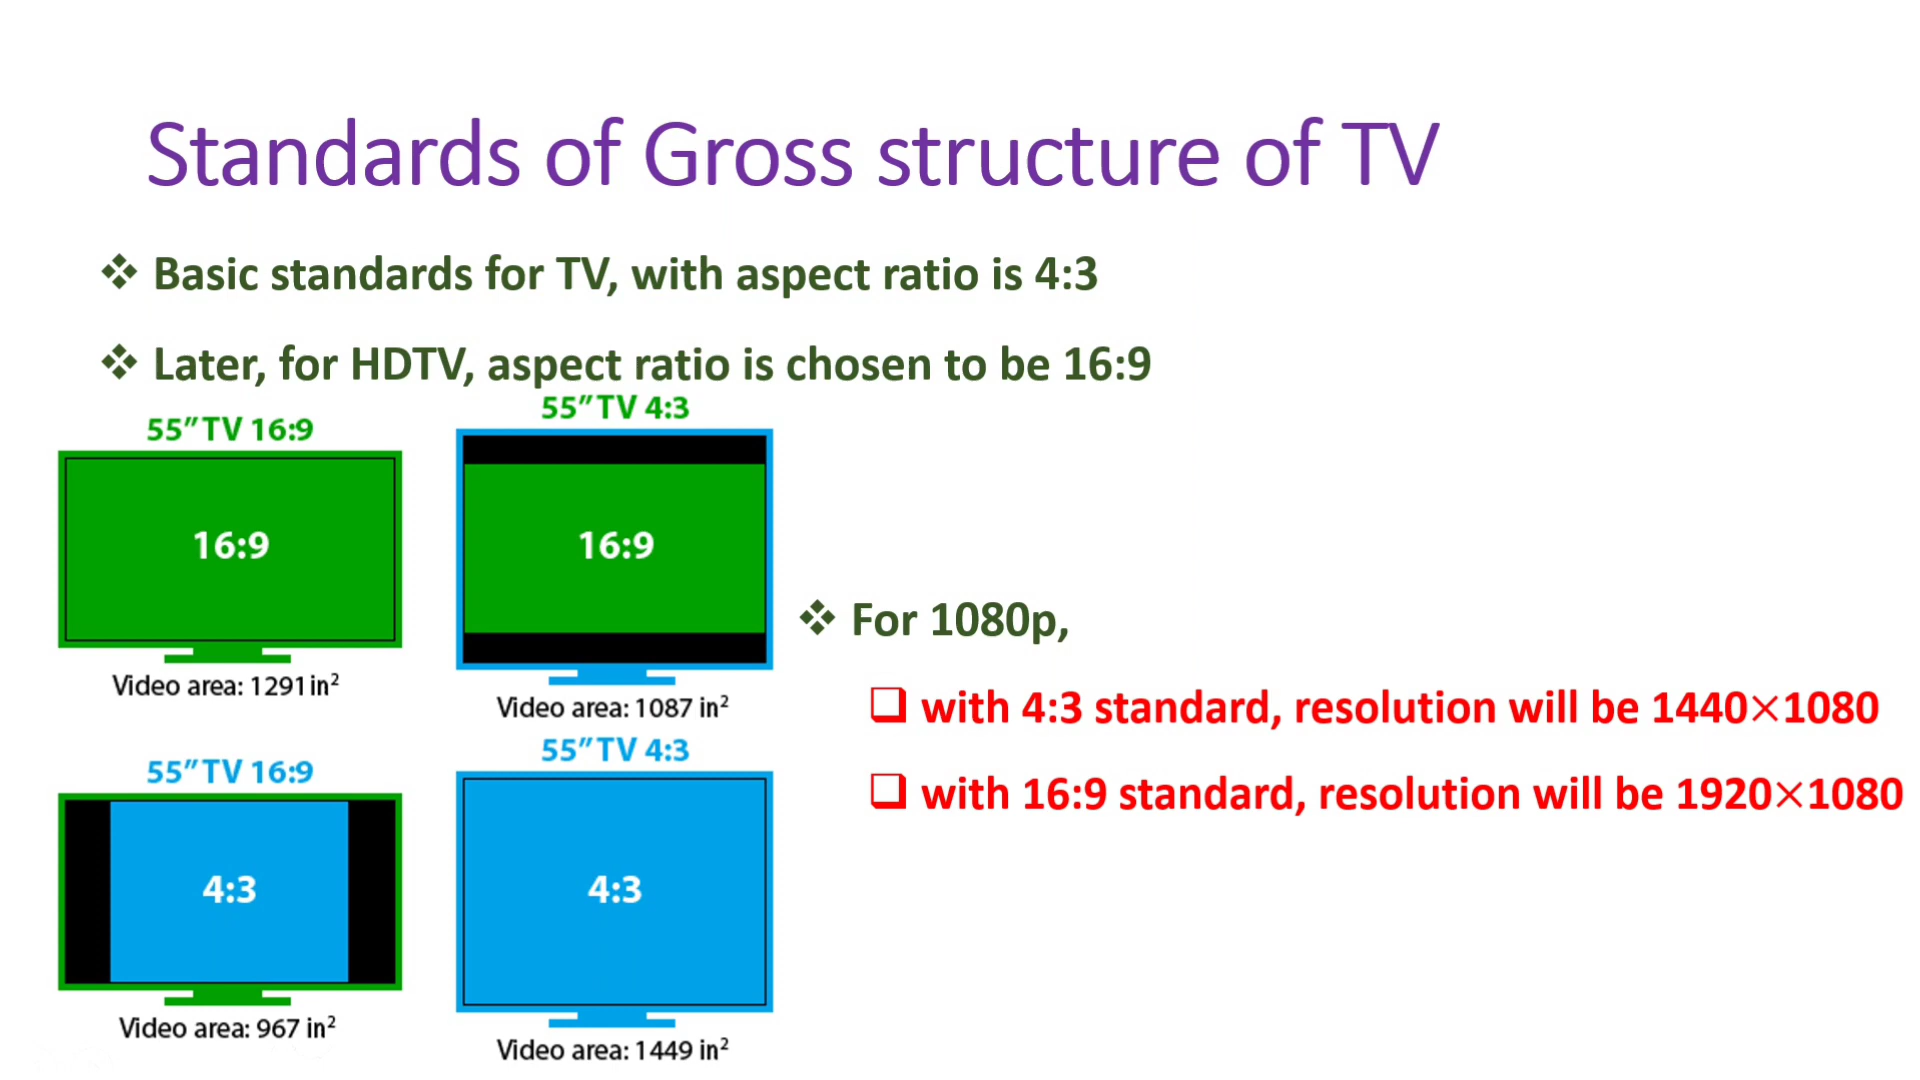 Standards of Gross structure of TV
❖ Basic standards for TV, with aspect ratio is 4:3
❖ Later, for HDTV, aspect ratio is chosen to be 16:9
55″TV 16:9
16:9
Video area: 1291in²
55″TV 4:3
16:9
Video area: 1087 in²
55″TV 16:9
4:3
Video area: 967 in²
55″TV 4:3
4:3
Video area: 1449 in²
❖ For 1080p,
❑ with 4:3 standard, resolution will be 1440×1080
❑ with 16:9 standard, resolution will be 1920×1080